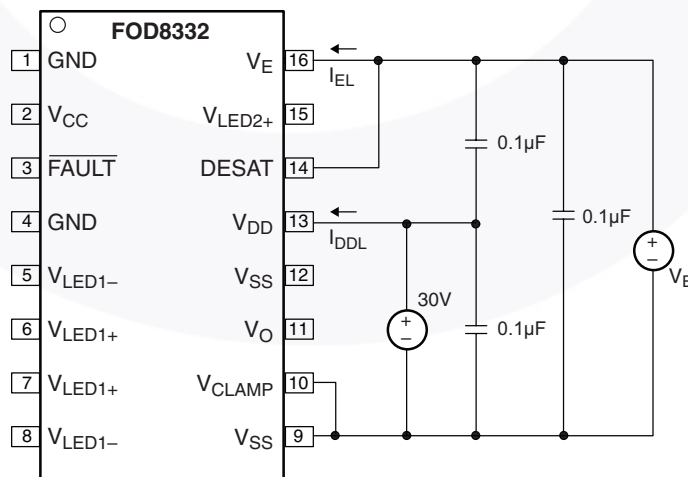 FOD8332
1 GND VE 16
IEL
2 VCC VLED2+ 15
0.1µF
3 FAULT DESAT 14
4 GND VDD 13
IDDL
0.1µF
5 VLED1– VSS 12
+
–
VE
30V
6 VLED1+ VO 11
+
–
0.1µF
7 VLED1+ VCLAMP 10
8 VLED1– VSS 9